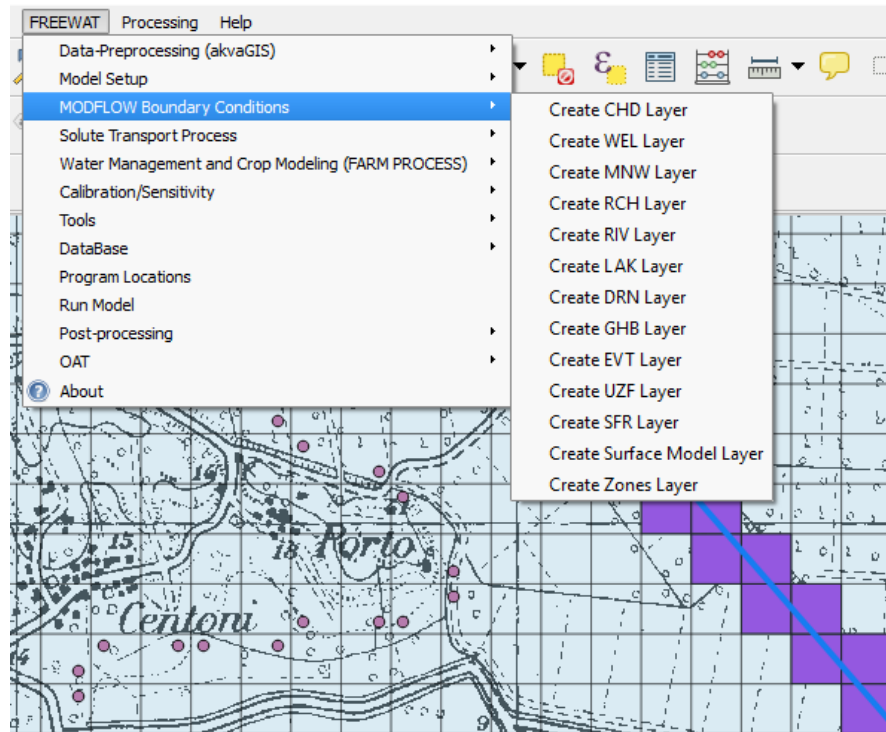 FREEWAT Processing Help
Data-Preprocessing (akvaGIS)
Model Setup
MODFLOW Boundary Conditions
Solute Transport Process
Water Management and Crop Modeling (FARM PROCESS)
Calibration/Sensitivity
Tools
DataBase
Program Locations
Run Model
Post-processing
OAT
About
Create CHD Layer
Create WEL Layer
Create MNW Layer
Create RCH Layer
Create RIV Layer
Create LAK Layer
Create DRN Layer
Create GHB Layer
Create EVT Layer
Create UZF Layer
Create SFR Layer
Create Surface Model Layer
Create Zones Layer
16
21
15
18 Porto
Centoni
14
9